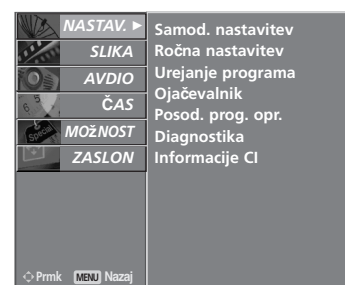 NASTAV. ►
SLIKA
AVDIO
ČAS
MOžNOST
ZASLON
Samod. nastavitev
Ročna nastavitev
Urejanje programa
Ojačevalnik
Posod. prog. opr.
Diagnostika
Informacije CI
Prmk MENU Nazaj